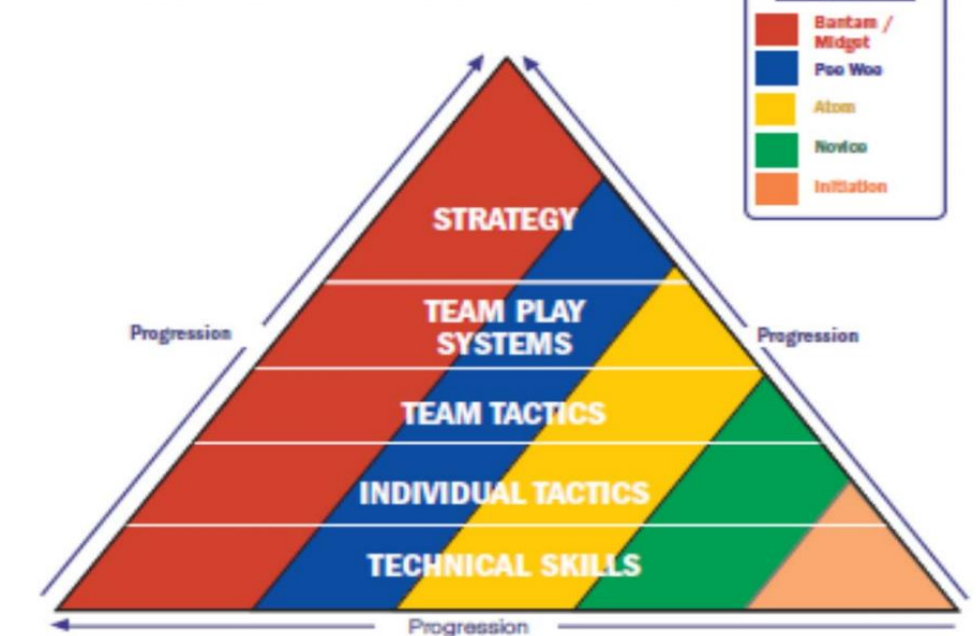 Bantam /
Midget
Pee Wee
Atom
Novice
Initiation
STRATEGY
TEAM PLAY
SYSTEMS
Progression
Progression
TEAM TACTICS
INDIVIDUAL TACTICS
TECHNICAL SKILLS
Progression